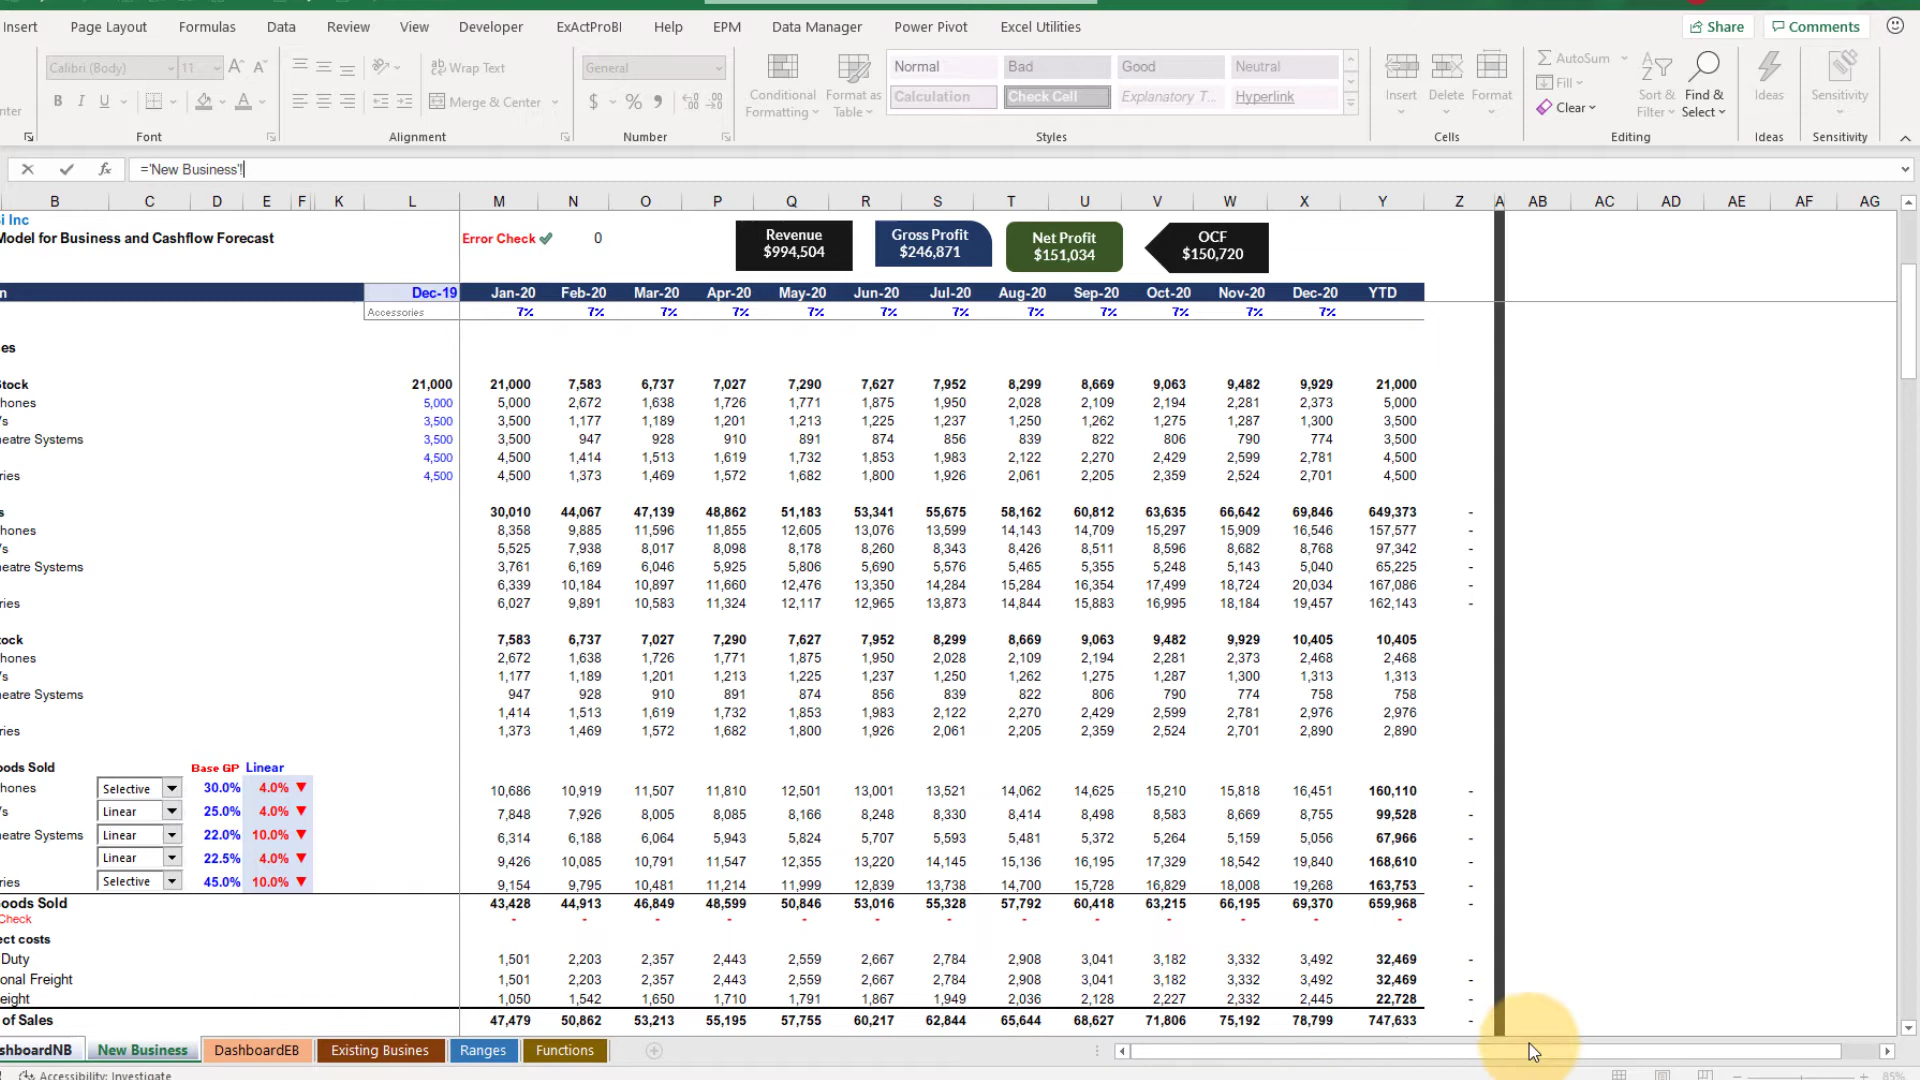 Insert Page Layout Formulas Data Review View Developer ExActProBI Help EPM Data Manager Power Pivot Excel Utilities Share Comments
Calibri (Body) 11 A A Wrap Text General Conditional Formatting Format as Table Normal Bad Good Neutral Insert Delete Format AutoSum Sort & Filter Find & Select Ideas Sensitivity
B I U A Merge & Center $ % Calculation Check Cell Explanatory T... Hyperlink Fill Clear
Font Alignment Number Styles Cells Editing Ideas Sensitivity
fx ='New Business'!
B C D E F K L M N O P Q R S T U V W X Y Z A AB AC AD AE AF AG
i Inc
Model for Business and Cashflow Forecast Error Check 0
Revenue $994,504
Gross Profit $246,871
Net Profit $151,034
OCF $150,720
n Dec-19 Jan-20 Feb-20 Mar-20 Apr-20 May-20 Jun-20 Jul-20 Aug-20 Sep-20 Oct-20 Nov-20 Dec-20 YTD
Accessories 7% 7% 7% 7% 7% 7% 7% 7% 7% 7% 7% 7%
es
Stock 21,000 21,000 7,583 6,737 7,027 7,290 7,627 7,952 8,299 8,669 9,063 9,482 9,929 21,000
hones 5,000 5,000 2,672 1,638 1,726 1,771 1,875 1,950 2,028 2,109 2,194 2,281 2,373 5,000
's 3,500 3,500 1,177 1,189 1,201 1,213 1,225 1,237 1,250 1,262 1,275 1,287 1,300 3,500
eatre Systems 3,500 3,500 947 928 910 891 874 856 839 822 806 790 774 3,500
4,500 4,500 1,414 1,513 1,619 1,732 1,853 1,983 2,122 2,270 2,429 2,599 2,781 4,500
ries 4,500 4,500 1,373 1,469 1,572 1,682 1,800 1,926 2,061 2,205 2,359 2,524 2,701 4,500
s 30,010 44,067 47,139 48,862 51,183 53,341 55,675 58,162 60,812 63,635 66,642 69,846 649,373 -
hones 8,358 9,885 11,596 11,855 12,605 13,076 13,599 14,143 14,709 15,297 15,909 16,546 157,577 -
's 5,525 7,938 8,017 8,098 8,178 8,260 8,343 8,426 8,511 8,596 8,682 8,768 97,342 -
eatre Systems 3,761 6,169 6,046 5,925 5,806 5,690 5,576 5,465 5,355 5,248 5,143 5,040 65,225 -
6,339 10,184 10,897 11,660 12,476 13,350 14,284 15,284 16,354 17,499 18,724 20,034 167,086 -
ries 6,027 9,891 10,583 11,324 12,117 12,965 13,873 14,844 15,883 16,995 18,184 19,457 162,143 -
tock 7,583 6,737 7,027 7,290 7,627 7,952 8,299 8,669 9,063 9,482 9,929 10,405 10,405
hones 2,672 1,638 1,726 1,771 1,875 1,950 2,028 2,109 2,194 2,281 2,373 2,468 2,468
's 1,177 1,189 1,201 1,213 1,225 1,237 1,250 1,262 1,275 1,287 1,300 1,313 1,313
eatre Systems 947 928 910 891 874 856 839 822 806 790 774 758 758
1,414 1,513 1,619 1,732 1,853 1,983 2,122 2,270 2,429 2,599 2,781 2,976 2,976
ries 1,373 1,469 1,572 1,682 1,800 1,926 2,061 2,205 2,359 2,524 2,701 2,890 2,890
oods Sold Base GP Linear
hones Selective 30.0% 4.0% 10,686 10,919 11,507 11,810 12,501 13,001 13,521 14,062 14,625 15,210 15,818 16,451 160,110 -
's Linear 25.0% 4.0% 7,848 7,926 8,005 8,085 8,166 8,248 8,330 8,414 8,498 8,583 8,669 8,755 99,528 -
eatre Systems Linear 22.0% 10.0% 6,314 6,188 6,064 5,943 5,824 5,707 5,593 5,481 5,372 5,264 5,159 5,056 67,966 -
Linear 22.5% 4.0% 9,426 10,085 10,791 11,547 12,355 13,220 14,145 15,136 16,195 17,329 18,542 19,840 168,610 -
ries Selective 45.0% 10.0% 9,154 9,795 10,481 11,214 11,999 12,839 13,738 14,700 15,728 16,829 18,008 19,268 163,753 -
Goods Sold 43,428 44,913 46,849 48,599 50,846 53,016 55,328 57,792 60,418 63,215 66,195 69,370 659,968 -
Check - - - - - - - - - - - - -
ect costs
Duty 1,501 2,203 2,357 2,443 2,559 2,667 2,784 2,908 3,041 3,182 3,332 3,492 32,469 -
onal Freight 1,501 2,203 2,357 2,443 2,559 2,667 2,784 2,908 3,041 3,182 3,332 3,492 32,469 -
eight 1,050 1,542 1,650 1,710 1,791 1,867 1,949 2,036 2,128 2,227 2,332 2,445 22,728 -
of Sales 47,479 50,862 53,213 55,195 57,755 60,217 62,844 65,644 68,627 71,806 75,192 78,799 747,633 -
shboardNB New Business DashboardEB Existing Busines Ranges Functions
Accessibility: Investigate 85%